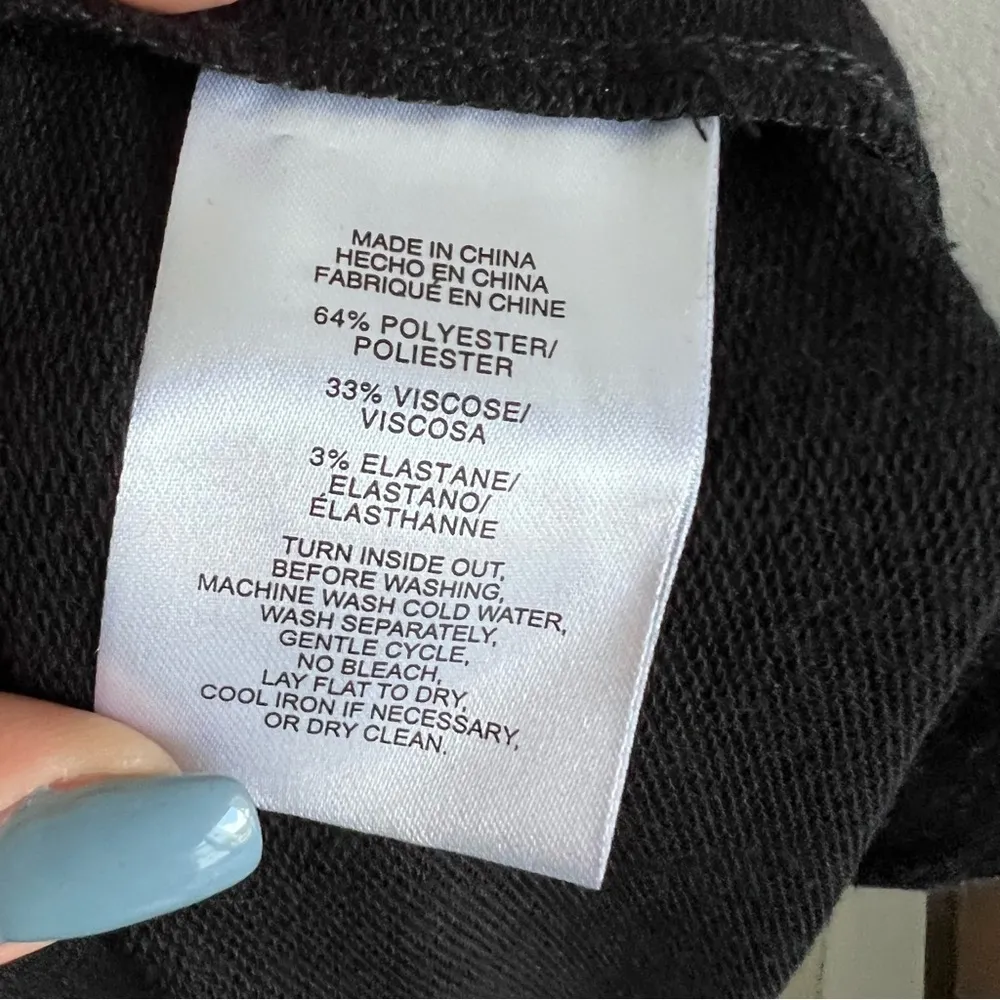 MADE IN CHINA
HECHO EN CHINA
FABRIQUÉ EN CHINE
64% POLYESTER/
POLIESTER
33% VISCOSE/
VISCOSA
3% ELASTANE/
ELASTANO/
ÉLASTHANNE
TURN INSIDE OUT,
BEFORE WASHING,
MACHINE WASH COLD WATER,
WASH SEPARATELY,
GENTLE CYCLE,
NO BLEACH,
LAY FLAT TO DRY,
COOL IRON IF NECESSARY,
OR DRY CLEAN.